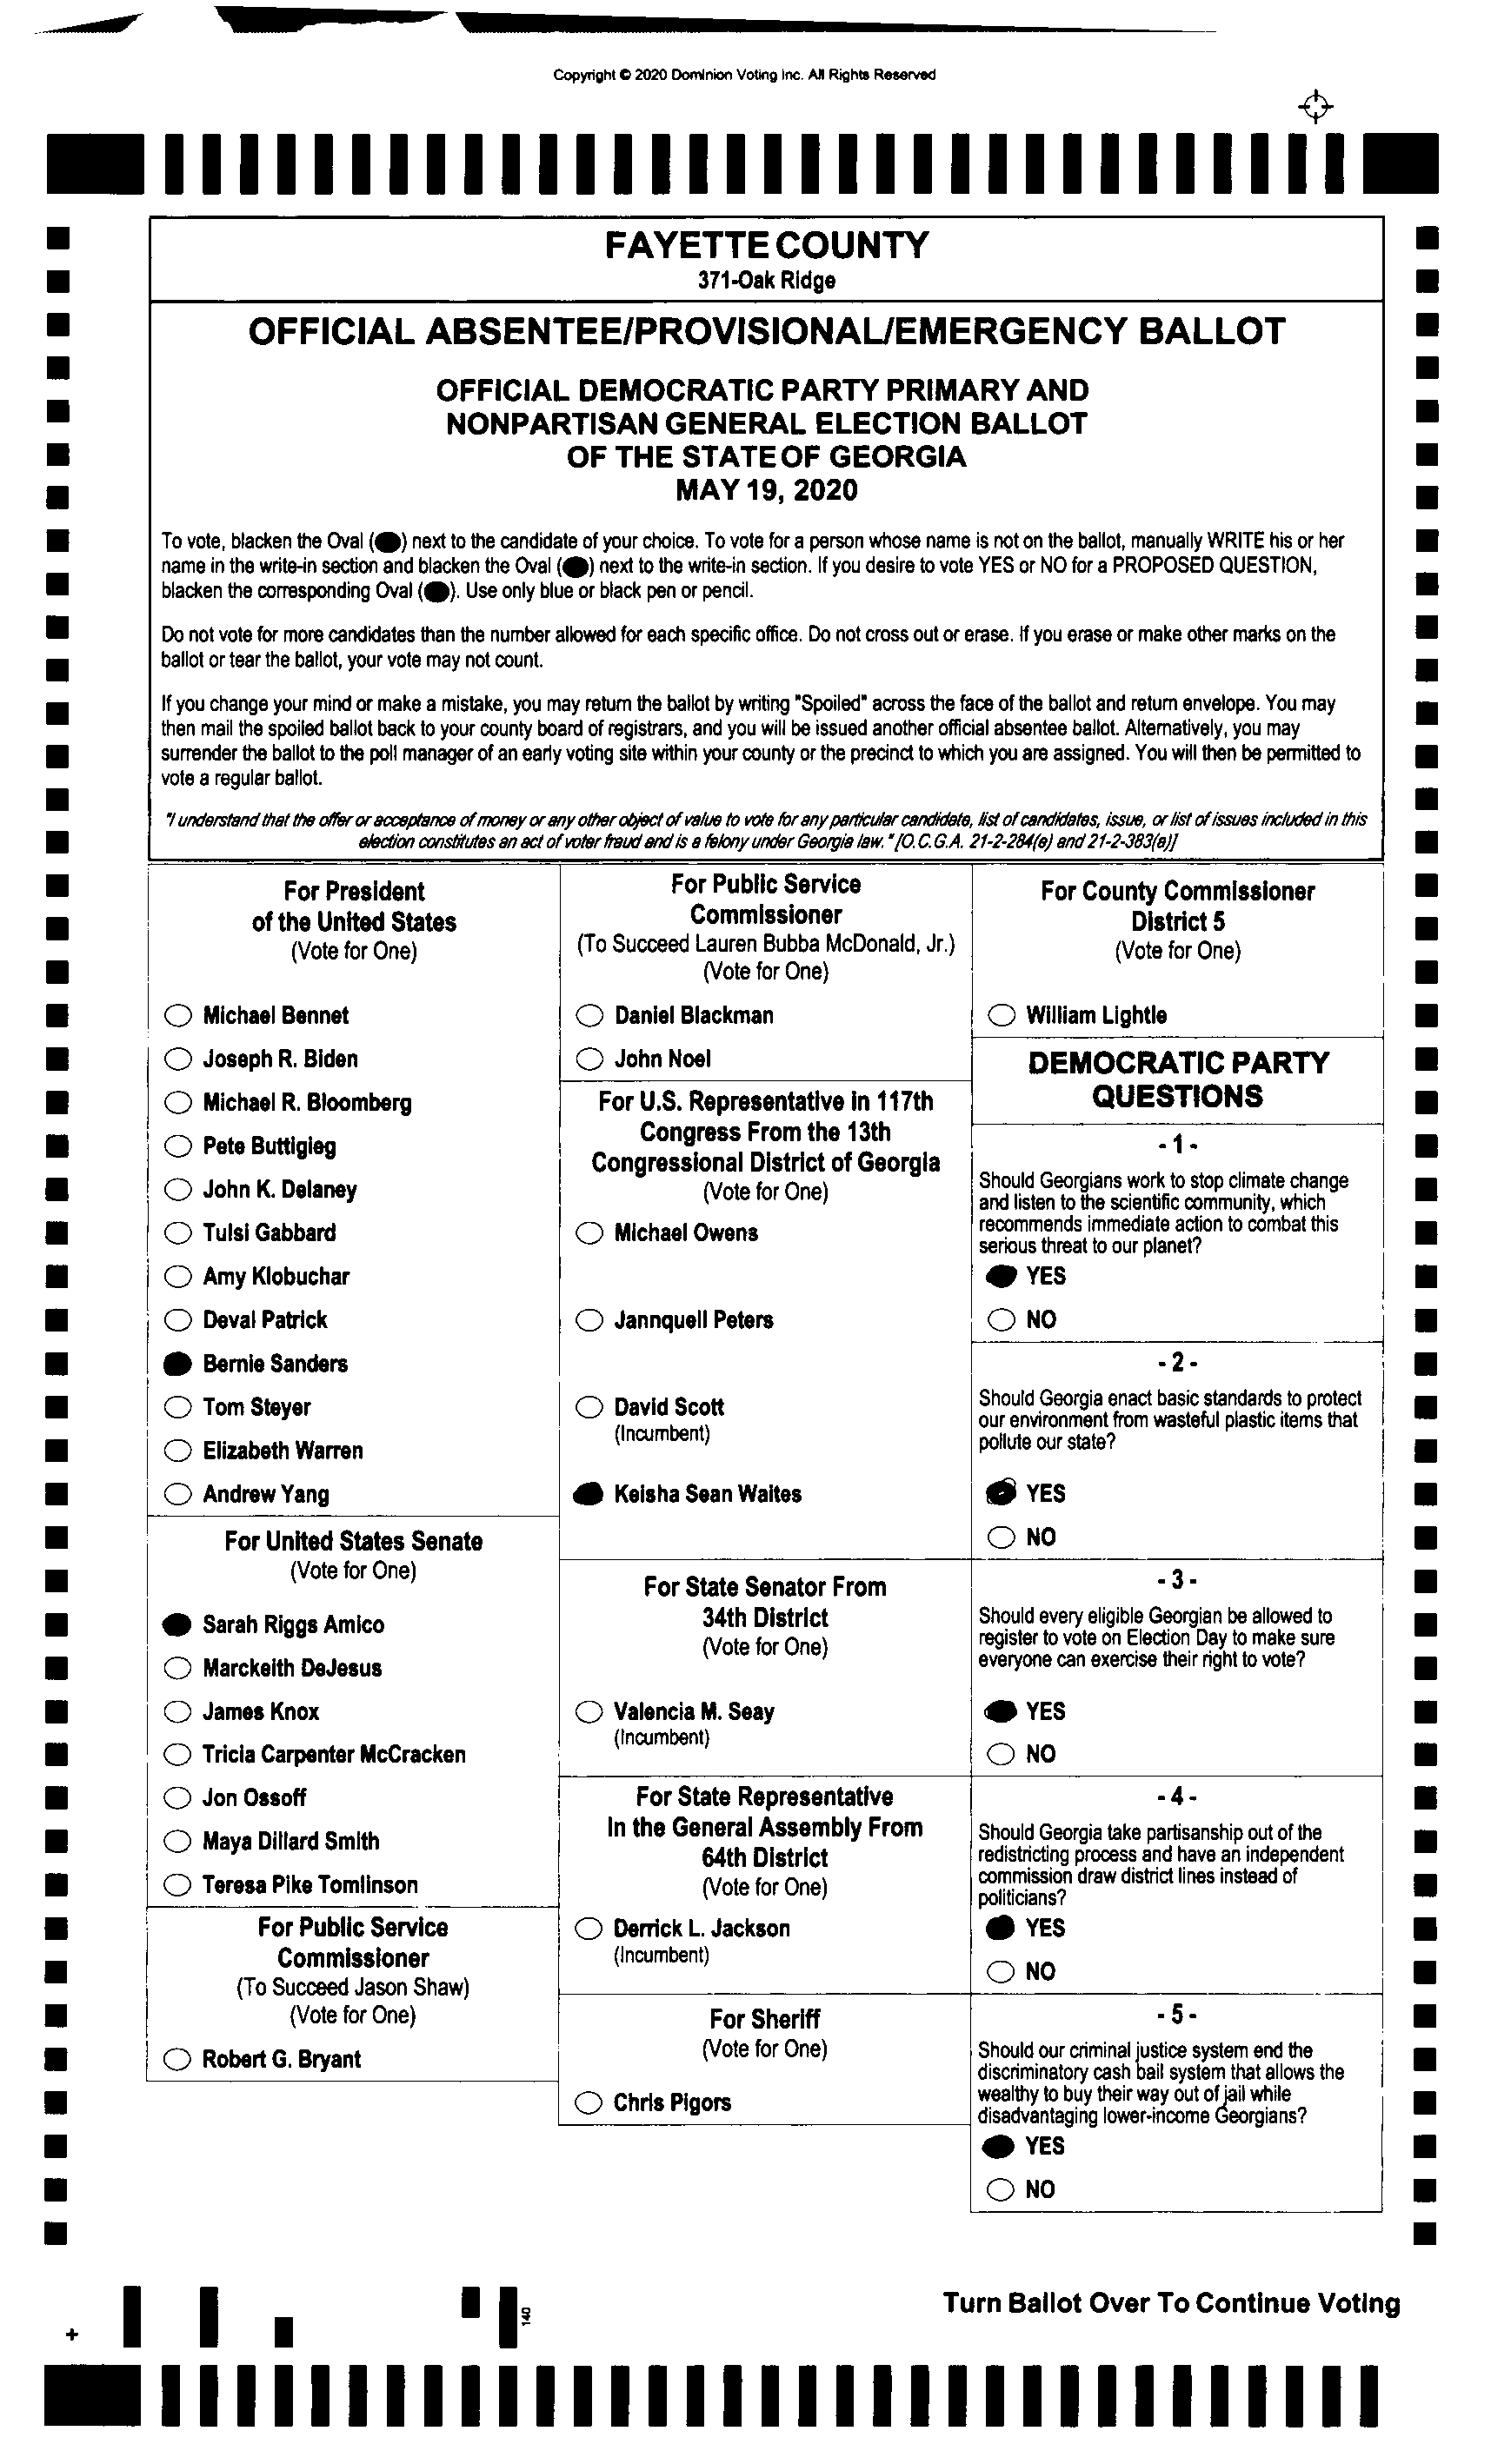 Copyright © 2020 Dominion Voting Inc. All Rights Reserved
FAYETTE COUNTY
371-Oak Ridge
OFFICIAL ABSENTEE/PROVISIONAL/EMERGENCY BALLOT
OFFICIAL DEMOCRATIC PARTY PRIMARY AND
NONPARTISAN GENERAL ELECTION BALLOT
OF THE STATE OF GEORGIA
MAY 19, 2020
To vote, blacken the Oval () next to the candidate of your choice. To vote for a person whose name is not on the ballot, manually WRITE his or her
name in the write-in section and blacken the Oval () next to the write-in section. If you desire to vote YES or NO for a PROPOSED QUESTION,
blacken the corresponding Oval (). Use only blue or black pen or pencil.
Do not vote for more candidates than the number allowed for each specific office. Do not cross out or erase. If you erase or make other marks on the
ballot or tear the ballot, your vote may not count.
If you change your mind or make a mistake, you may return the ballot by writing "Spoiled" across the face of the ballot and return envelope. You may
then mail the spoiled ballot back to your county board of registrars, and you will be issued another official absentee ballot. Alternatively, you may
surrender the ballot to the poll manager of an early voting site within your county or the precinct to which you are assigned. You will then be permitted to
vote a regular ballot.
"I understand that the offer or acceptance of money or any other object of value to vote for any particular candidate, list of candidates, issue, or list of issues included in this
election constitutes an act of voter fraud and is a felony under Georgia law." [O.C.G.A. 21-2-284(e) and 21-2-383(a)]
For President
of the United States
(Vote for One)
Michael Bennet
Joseph R. Biden
Michael R. Bloomberg
Pete Buttigieg
John K. Delaney
Tulsi Gabbard
Amy Klobuchar
Deval Patrick
Bernie Sanders
Tom Steyer
Elizabeth Warren
Andrew Yang
For United States Senate
(Vote for One)
Sarah Riggs Amico
Marckeith DeJesus
James Knox
Tricia Carpenter McCracken
Jon Ossoff
Maya Dillard Smith
Teresa Pike Tomlinson
For Public Service
Commissioner
(To Succeed Jason Shaw)
(Vote for One)
Robert G. Bryant
For Public Service
Commissioner
(To Succeed Lauren Bubba McDonald, Jr.)
(Vote for One)
Daniel Blackman
John Noel
For U.S. Representative in 117th
Congress From the 13th
Congressional District of Georgia
(Vote for One)
Michael Owens
Jannquell Peters
David Scott
(Incumbent)
Keisha Sean Waites
For State Senator From
34th District
(Vote for One)
Valencia M. Seay
(Incumbent)
For State Representative
In the General Assembly From
64th District
(Vote for One)
Derrick L. Jackson
(Incumbent)
For Sheriff
(Vote for One)
Chris Pigors
For County Commissioner
District 5
(Vote for One)
William Lightle
DEMOCRATIC PARTY
QUESTIONS
- 1 -
Should Georgians work to stop climate change
and listen to the scientific community, which
recommends immediate action to combat this
serious threat to our planet?
YES
NO
- 2 -
Should Georgia enact basic standards to protect
our environment from wasteful plastic items that
pollute our state?
YES
NO
- 3 -
Should every eligible Georgian be allowed to
register to vote on Election Day to make sure
everyone can exercise their right to vote?
YES
NO
- 4 -
Should Georgia take partisanship out of the
redistricting process and have an independent
commission draw district lines instead of
politicians?
YES
NO
- 5 -
Should our criminal justice system end the
discriminatory cash bail system that allows the
wealthy to buy their way out of jail while
disadvantaging lower-income Georgians?
YES
NO
140
Turn Ballot Over To Continue Voting